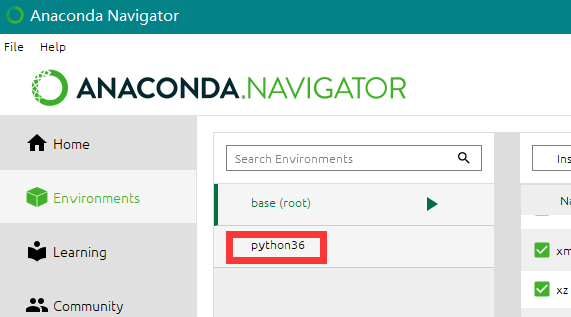 Anaconda Navigator
File Help
ANACONDA.NAVIGATOR
Home
Environments
Learning
Community
Search Environments
base (root)
python36
Ins
Na
xm
xz